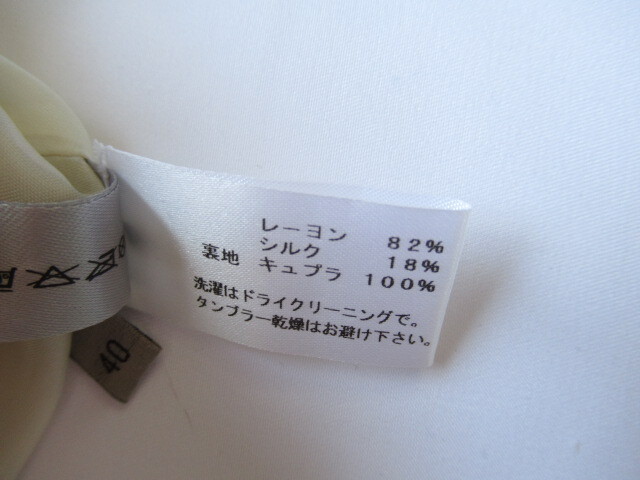 レーヨン 82%
シルク 18%
裏地 キュプラ 100%
洗濯はドライクリーニングで。
タンブラー乾燥はお避け下さい。
40